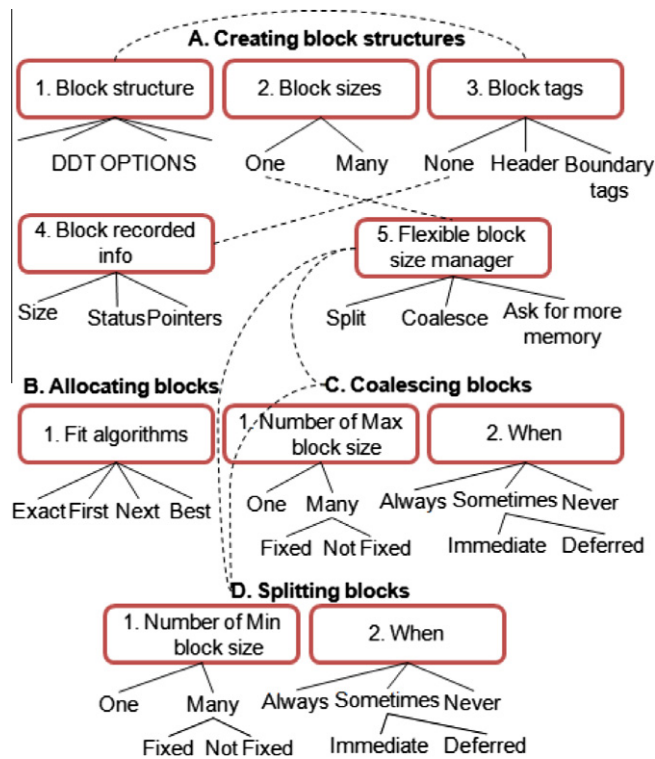 A. Creating block structures
1. Block structure
2. Block sizes
3. Block tags
DDT OPTIONS
One
Many
None
Header
Boundary
tags
4. Block recorded
info
5. Flexible block
size manager
Size
Status
Pointers
Split
Coalesce
Ask for more
memory
B. Allocating blocks
C. Coalescing blocks
1. Fit algorithms
1. Number of Max
block size
2. When
Exact
First
Next
Best
One
Many
Fixed
Not Fixed
Always
Sometimes
Never
Immediate
Deferred
D. Splitting blocks
1. Number of Min
block size
2. When
One
Many
Fixed
Not Fixed
Always
Sometimes
Never
Immediate
Deferred